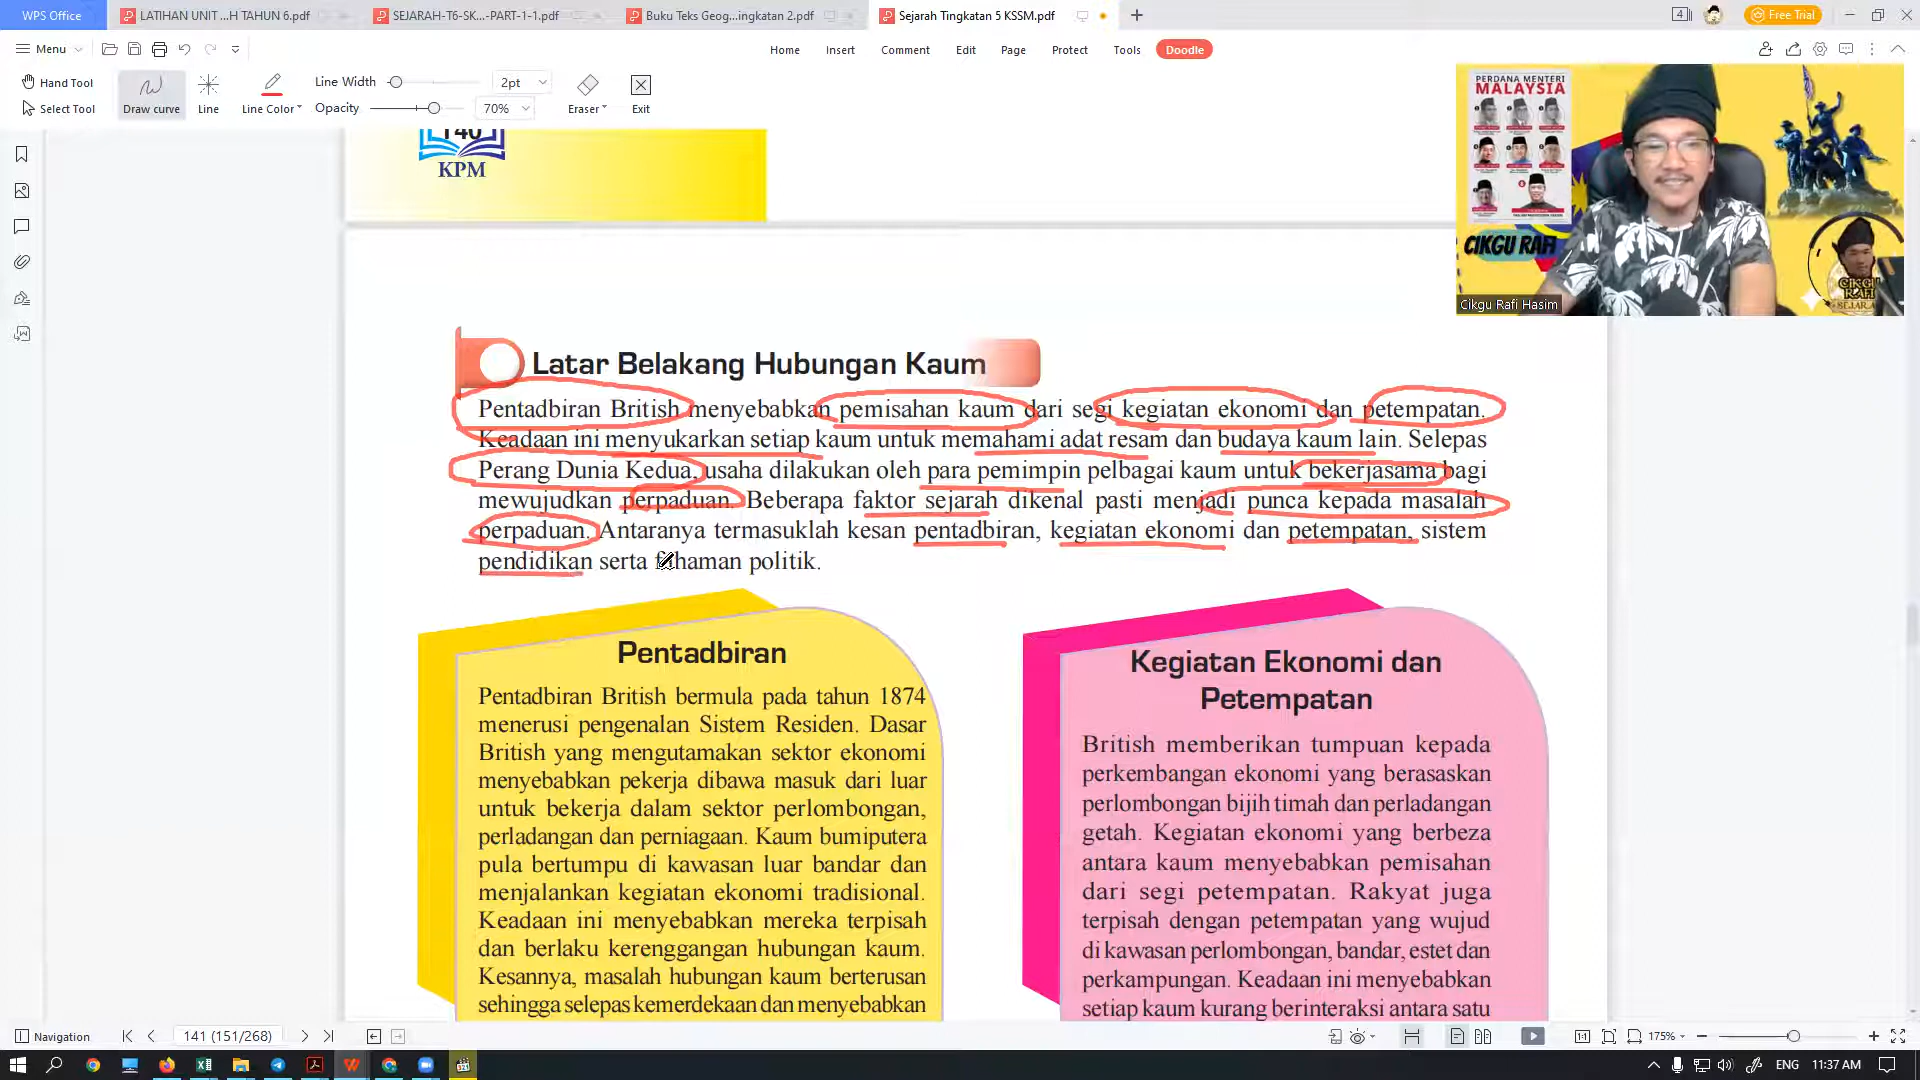 WPS Office
LATIHAN UNIT ...H TAHUN 6.pdf
SEJARAH-T6-SK...-PART-1-1.pdf
Buku Teks Geog...ingkatan 2.pdf
Sejarah Tingkatan 5 KSSM.pdf
Free Trial
Menu
Home Insert Comment Edit Page Protect Tools Doodle
Hand Tool
Select Tool
Draw curve
Line
Line Color
Line Width 2pt
Opacity 70%
Eraser
Exit
PERDANA MENTERI
MALAYSIA
CIKGU RAFI
CIKGU
RAFI
Cikgu Rafi Hasim
140
KPM
Latar Belakang Hubungan Kaum
Pentadbiran British menyebabkan pemisahan kaum dari segi kegiatan ekonomi dan petempatan.
Keadaan ini menyukarkan setiap kaum untuk memahami adat resam dan budaya kaum lain. Selepas
Perang Dunia Kedua, usaha dilakukan oleh para pemimpin pelbagai kaum untuk bekerjasama bagi
mewujudkan perpaduan. Beberapa faktor sejarah dikenal pasti menjadi punca kepada masalah
perpaduan. Antaranya termasuklah kesan pentadbiran, kegiatan ekonomi dan petempatan, sistem
pendidikan serta fahaman politik.
Pentadbiran
Pentadbiran British bermula pada tahun 1874
menerusi pengenalan Sistem Residen. Dasar
British yang mengutamakan sektor ekonomi
menyebabkan pekerja dibawa masuk dari luar
untuk bekerja dalam sektor perlombongan,
perladangan dan perniagaan. Kaum bumiputera
pula bertumpu di kawasan luar bandar dan
menjalankan kegiatan ekonomi tradisional.
Keadaan ini menyebabkan mereka terpisah
dan berlaku kerenggangan hubungan kaum.
Kesannya, masalah hubungan kaum berterusan
sehingga selepas kemerdekaan dan menyebabkan
Kegiatan Ekonomi dan
Petempatan
British memberikan tumpuan kepada
perkembangan ekonomi yang berasaskan
perlombongan bijih timah dan perladangan
getah. Kegiatan ekonomi yang berbeza
antara kaum menyebabkan pemisahan
dari segi petempatan. Rakyat juga
terpisah dengan petempatan yang wujud
di kawasan perlombongan, bandar, estet dan
perkampungan. Keadaan ini menyebabkan
setiap kaum kurang berinteraksi antara satu
Navigation
141 (151/268)
175%
ENG
11:37 AM